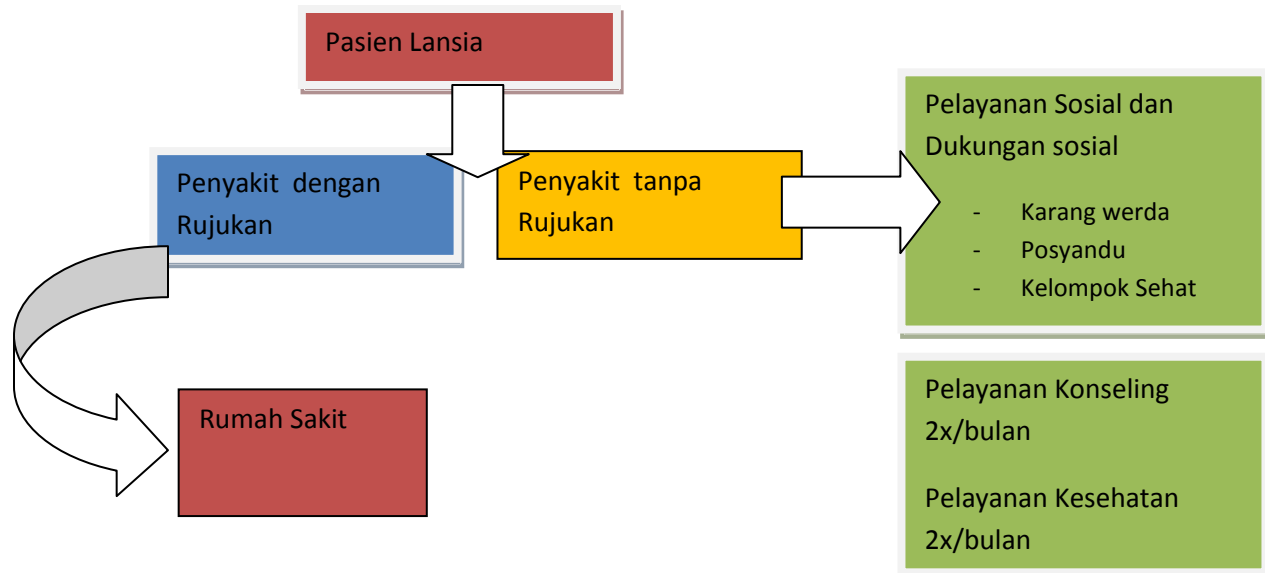 Pasien Lansia
Penyakit dengan
Rujukan
Penyakit tanpa
Rujukan
Pelayanan Sosial dan
Dukungan sosial
- Karang werda
- Posyandu
- Kelompok Sehat
Rumah Sakit
Pelayanan Konseling
2x/bulan
Pelayanan Kesehatan
2x/bulan